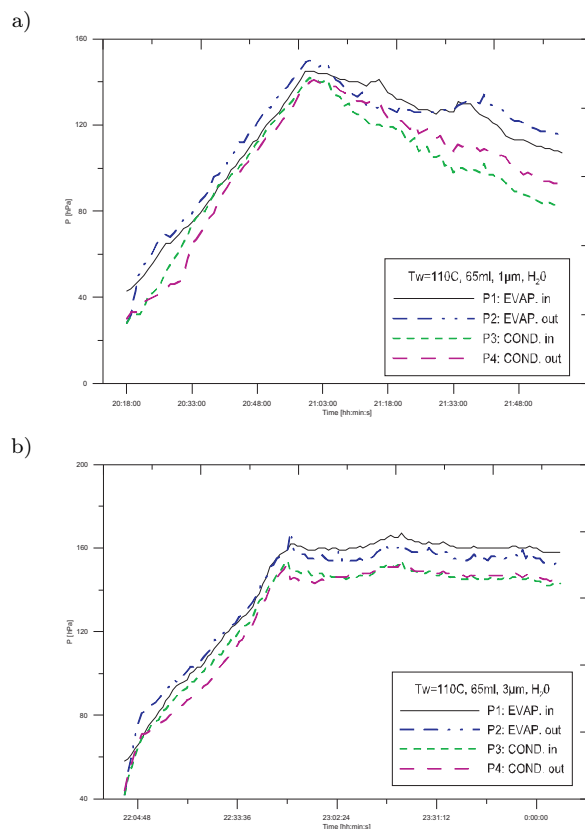 a)
160
120
80
40
0
P [hPa]
Tw=110C, 65ml, 1μm, H₂0
P1: EVAP. in
P2: EVAP. out
P3: COND. in
P4: COND. out
20:18:00 20:33:00 20:48:00 21:03:00 21:18:00 21:33:00 21:48:00
Time [hh:min:s]
b)
200
160
120
80
40
P [hPa]
Tw=110C, 65ml, 3μm, H₂0
P1: EVAP. in
P2: EVAP. out
P3: COND. in
P4: COND. out
22:04:48 22:33:36 23:02:24 23:31:12 0:00:00
Time [hh:min:s]